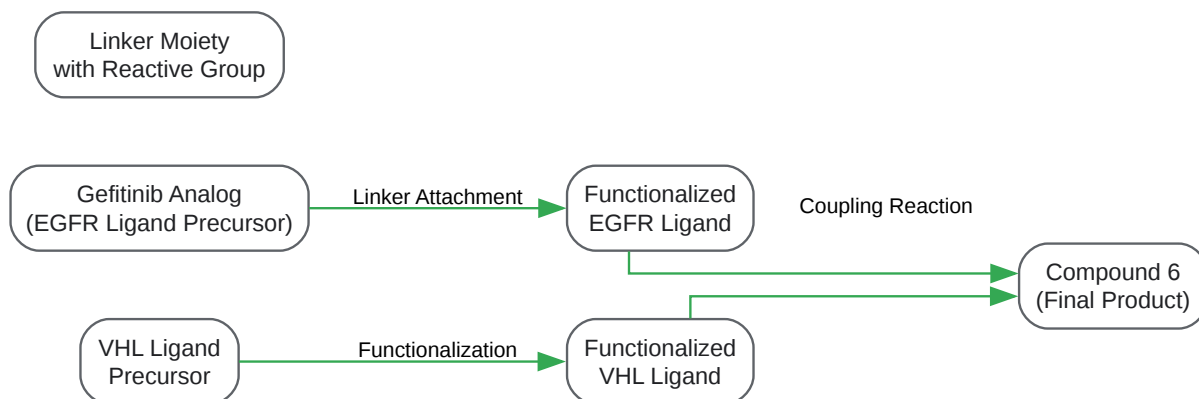 Linker Moiety
with Reactive Group
Gefitinib Analog
(EGFR Ligand Precursor)
Linker Attachment
Functionalized
EGFR Ligand
Coupling Reaction
Compound 6
(Final Product)
VHL Ligand
Precursor
Functionalization
Functionalized
VHL Ligand